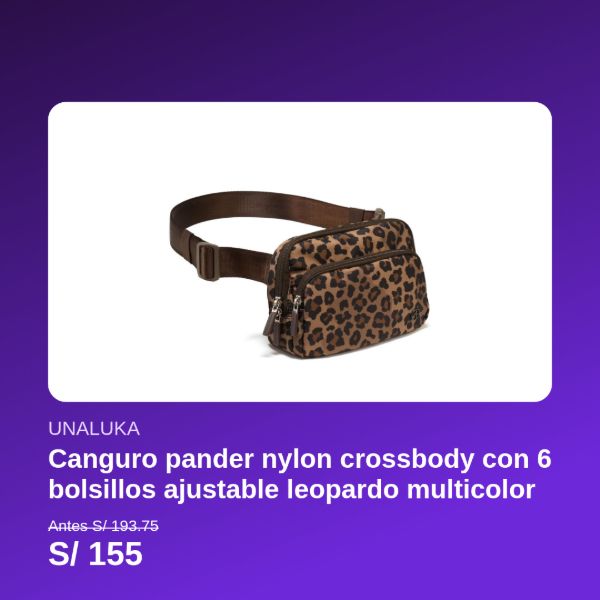 UNALUKA
Canguro pander nylon crossbody con 6
bolsillos ajustable leopardo multicolor
Antes S/ 193.75
S/ 155